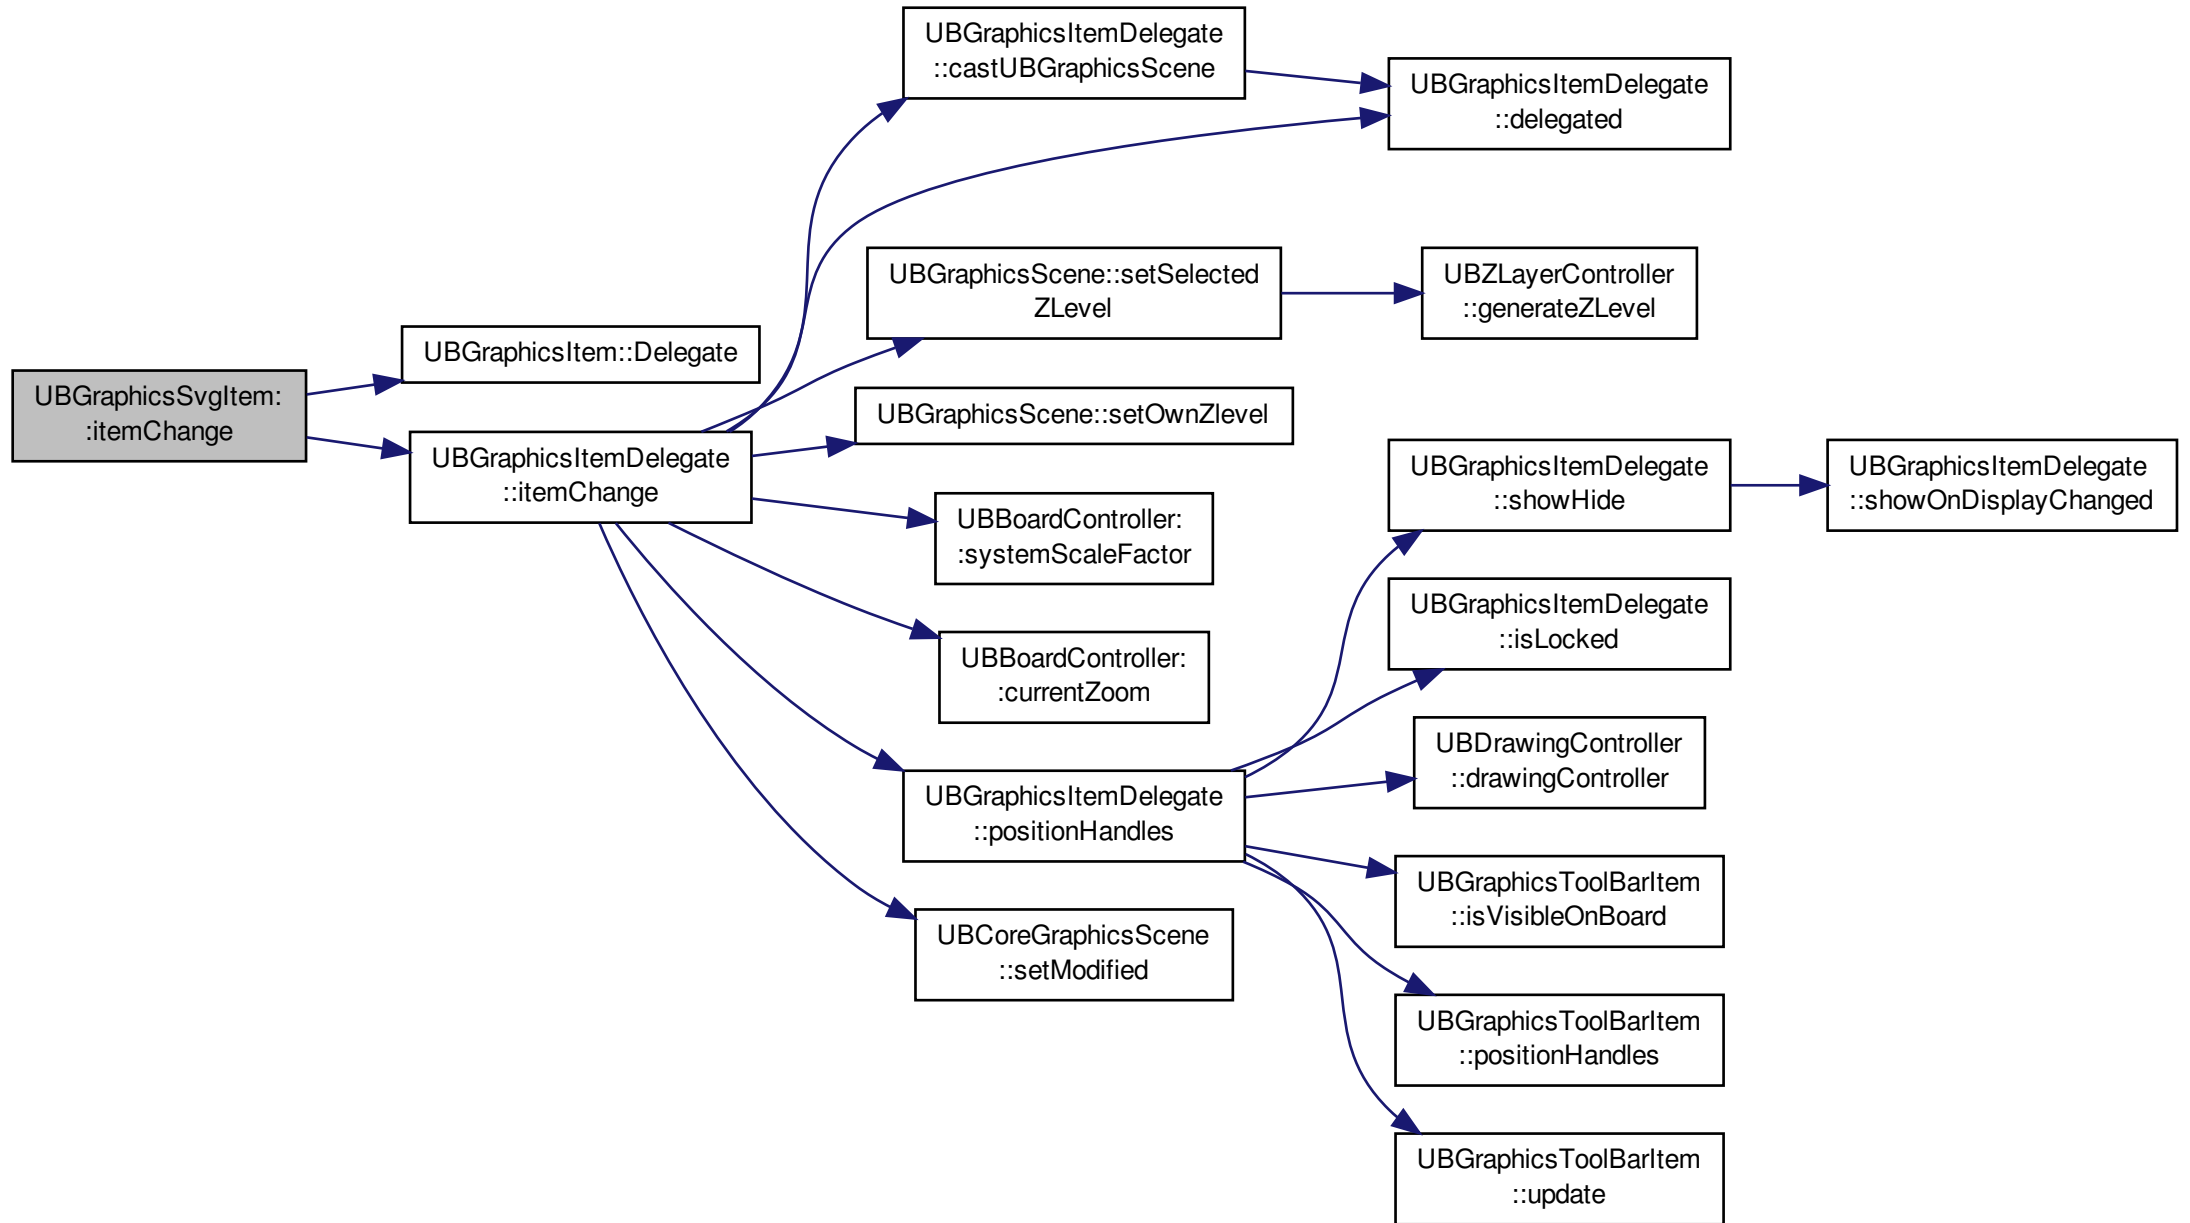 UBGraphicsSvgItem:
:itemChange
UBGraphicsItem::Delegate
UBGraphicsItemDelegate
::itemChange
UBGraphicsItemDelegate
::castUBGraphicsScene
UBGraphicsItemDelegate
::delegated
UBGraphicsScene::setSelected
ZLevel
UBZLayerController
::generateZLevel
UBGraphicsScene::setOwnZlevel
UBBoardController:
:systemScaleFactor
UBBoardController:
:currentZoom
UBGraphicsItemDelegate
::positionHandles
UBCoreGraphicsScene
::setModified
UBGraphicsItemDelegate
::showHide
UBGraphicsItemDelegate
::showOnDisplayChanged
UBGraphicsItemDelegate
::isLocked
UBDrawingController
::drawingController
UBGraphicsToolBarItem
::isVisibleOnBoard
UBGraphicsToolBarItem
::positionHandles
UBGraphicsToolBarItem
::update